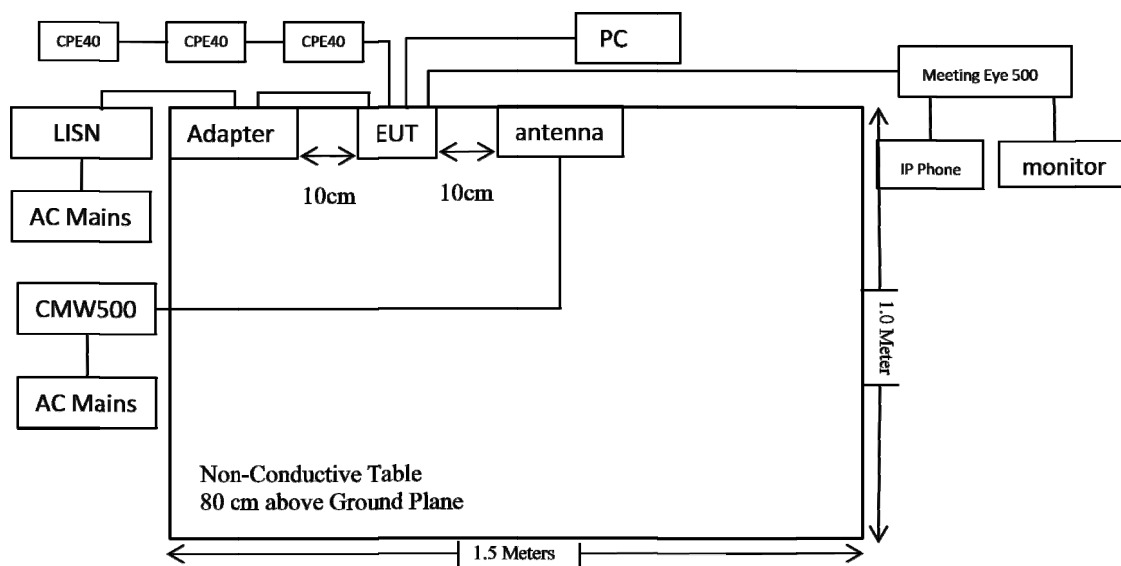 CPE40
CPE40
CPE40
PC
Meeting Eye 500
LISN
Adapter
EUT
antenna
IP Phone
monitor
10cm
10cm
AC Mains
CMW500
1.0 Meter
AC Mains
Non-Conductive Table
80 cm above Ground Plane
1.5 Meters